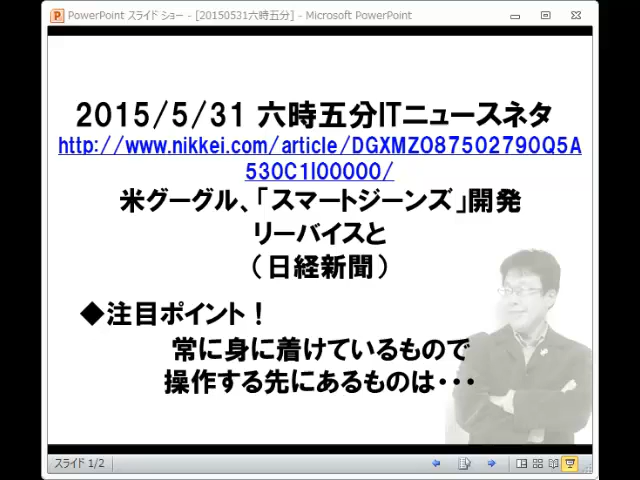 PowerPoint スライド ショー - [20150531六時五分] - Microsoft PowerPoint
2015/5/31 六時五分ITニュースネタ
http://www.nikkei.com/article/DGXMZO87502790Q5A
530C1I00000/
米グーグル、「スマートジーンズ」開発
リーバイスと
（日経新聞）
◆注目ポイント！
常に身に着けているもので
操作する先にあるものは・・・
スライド 1/2